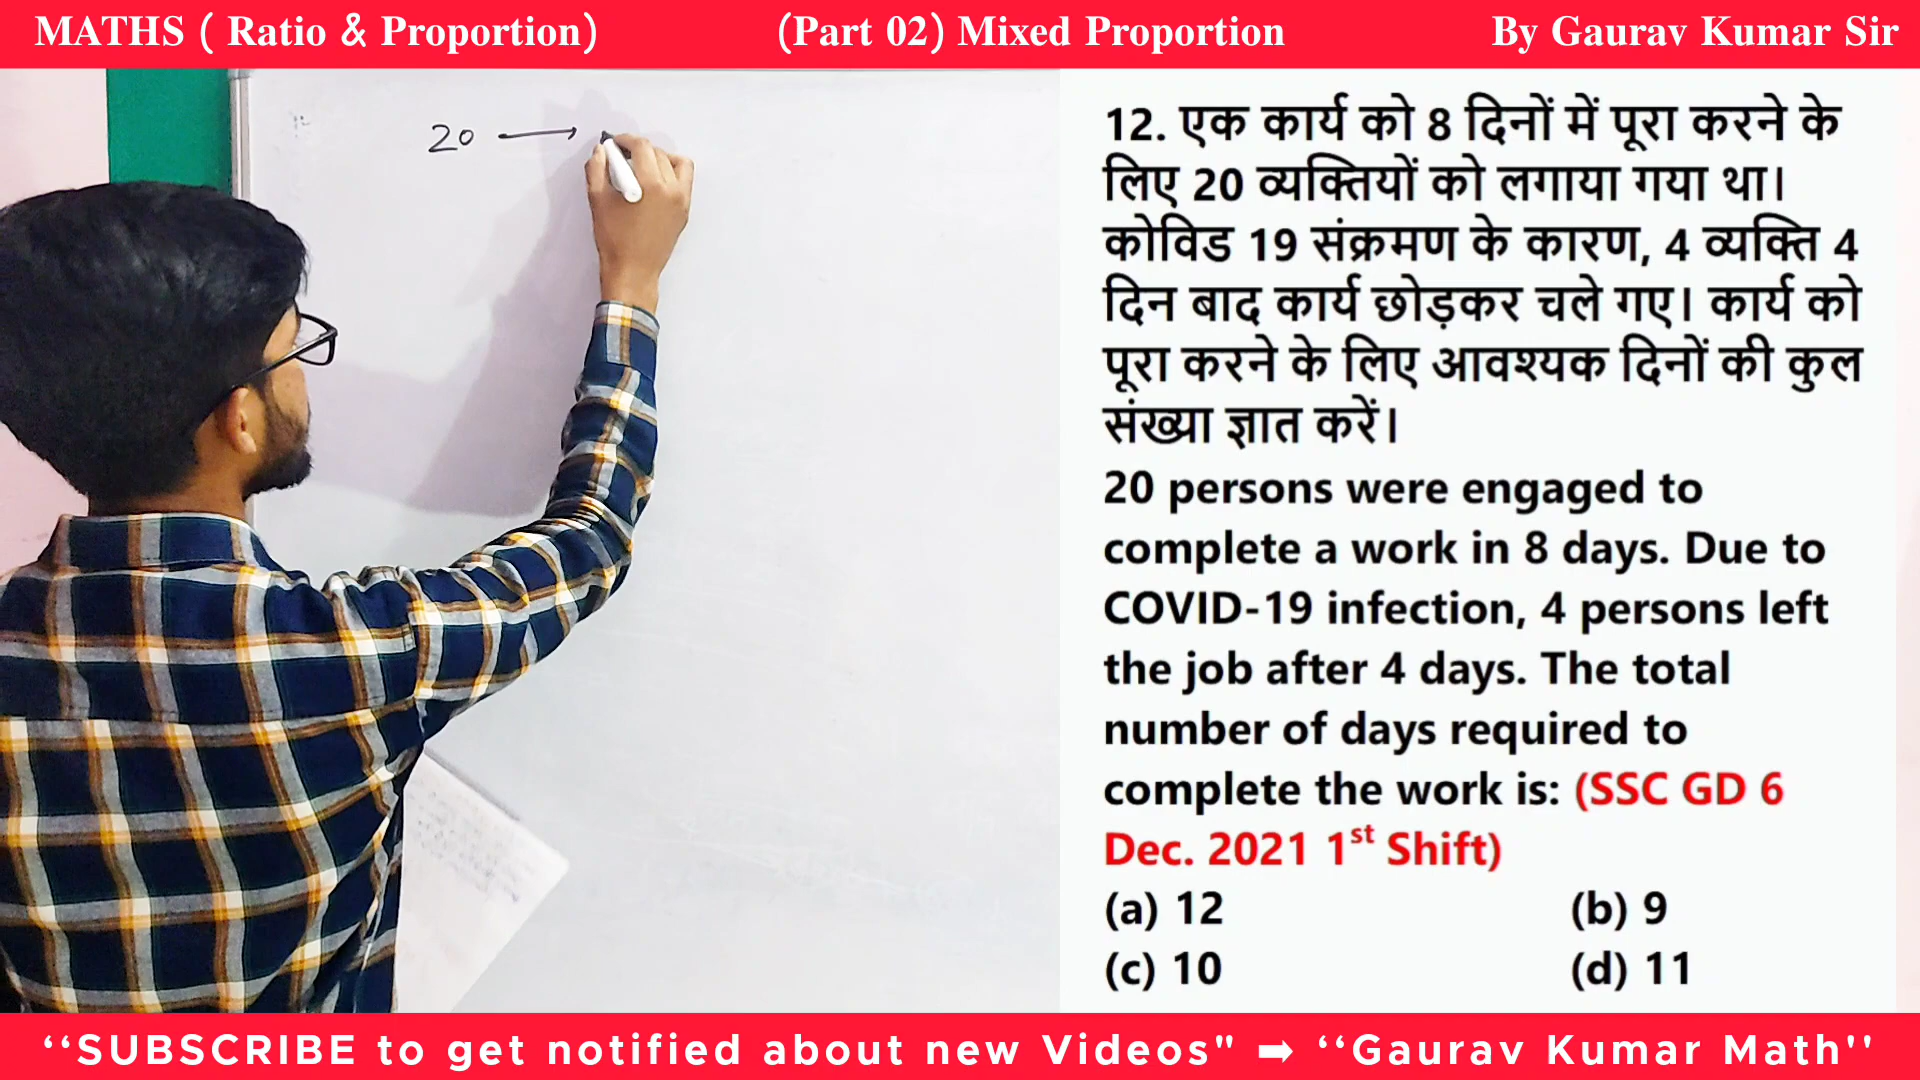 MATHS ( Ratio & Proportion)
(Part 02) Mixed Proportion
By Gaurav Kumar Sir
20 →
12. एक कार्य को 8 दिनों में पूरा करने के
लिए 20 व्यक्तियों को लगाया गया था।
कोविड 19 संक्रमण के कारण, 4 व्यक्ति 4
दिन बाद कार्य छोड़कर चले गए। कार्य को
पूरा करने के लिए आवश्यक दिनों की कुल
संख्या ज्ञात करें।
20 persons were engaged to
complete a work in 8 days. Due to
COVID-19 infection, 4 persons left
the job after 4 days. The total
number of days required to
complete the work is: (SSC GD 6
Dec. 2021 1st Shift)
(a) 12 (b) 9
(c) 10 (d) 11
‘‘SUBSCRIBE to get notified about new Videos" ➡ ‘‘Gaurav Kumar Math''